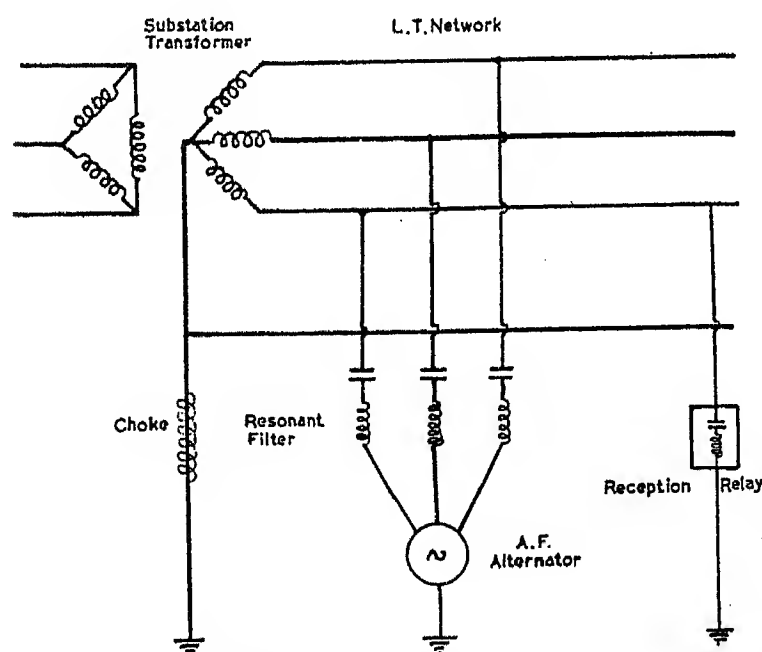 Substation
Transformer
L.T. Network
Choke
Resonant
Filter
Reception Relay
A.F.
Alternator
~